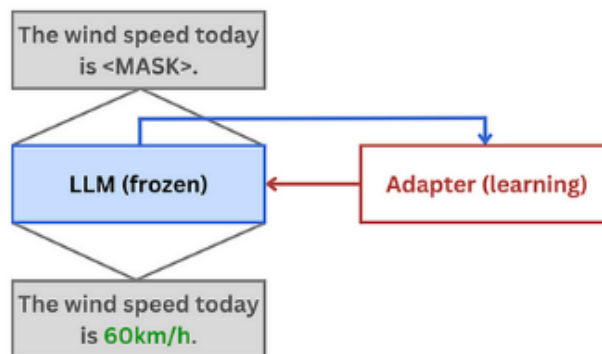 The wind speed today
is <MASK>.
LLM (frozen)
Adapter (learning)
The wind speed today
is 60km/h.